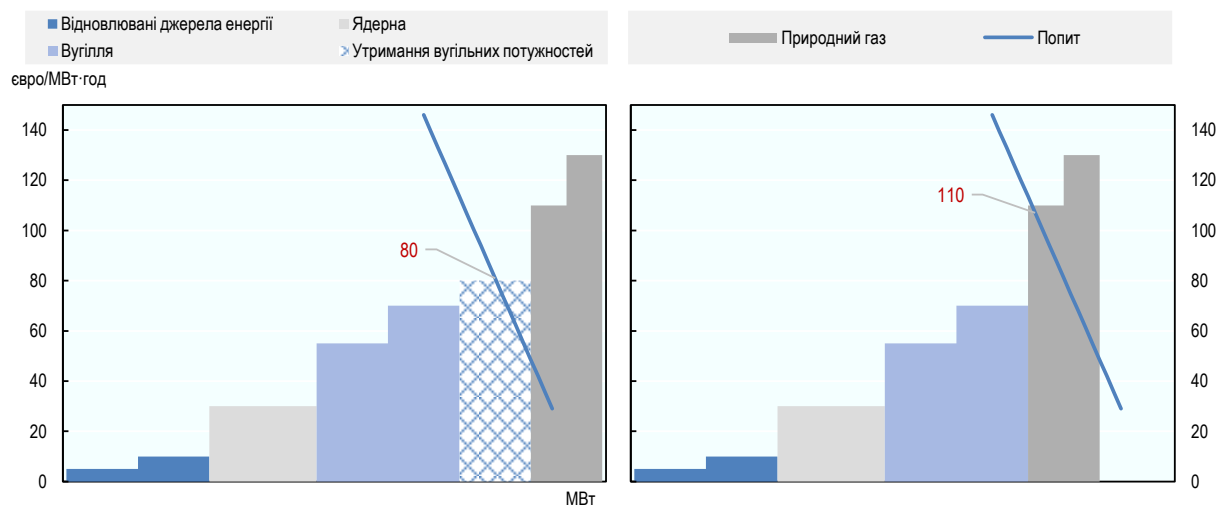 Відновлювані джерела енергії
Ядерна
Вугілля
Утримання вугільних потужностей
Природний газ
Попит
євро/МВт·год
140
120
100
80
60
40
20
0
80
МВт
110
140
120
100
80
60
40
20
0